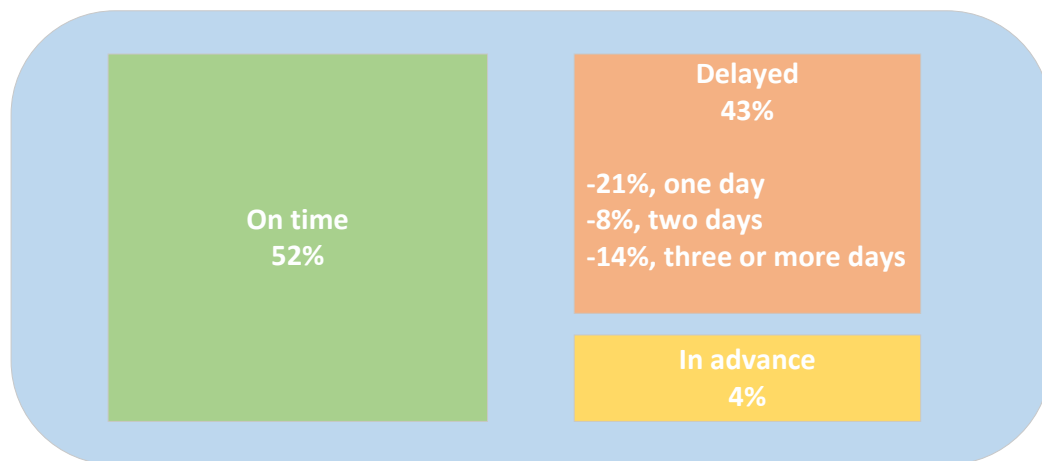 On time
52%
Delayed
43%
-21%, one day
-8%, two days
-14%, three or more days
In advance
4%